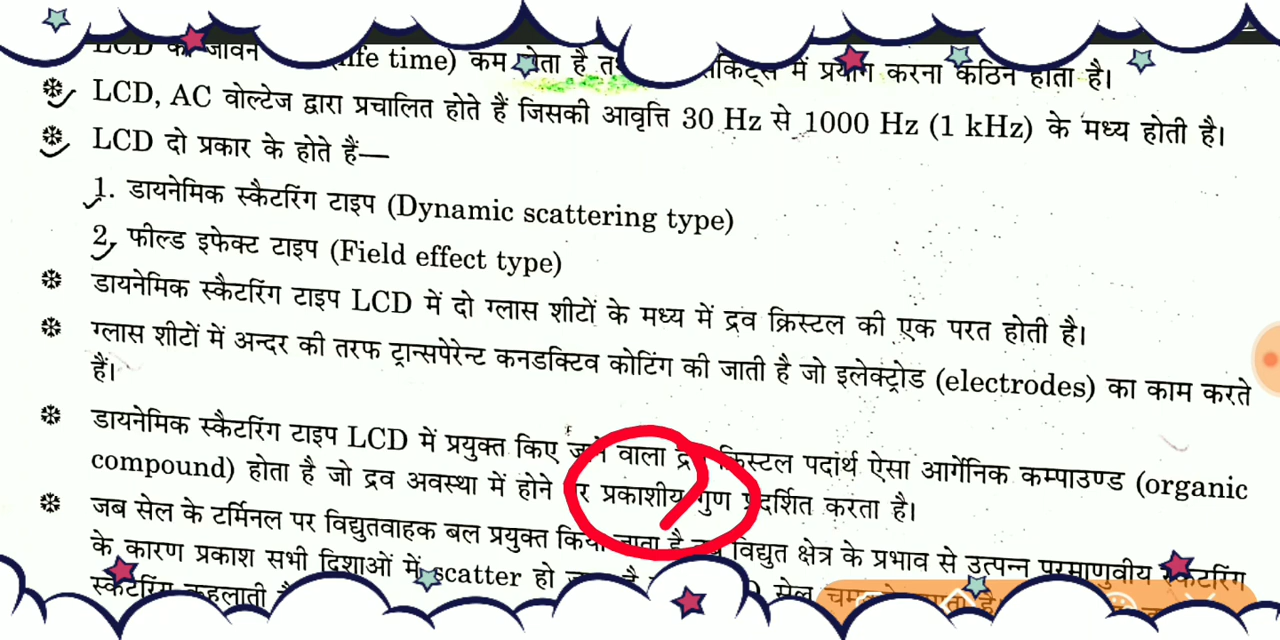 LCD का जीवन (life time) कम होता है में प्रयोग करना कठिन होता है।
LCD, AC वोल्टेज द्वारा प्रचालित होते हैं जिसकी आवृत्ति 30 Hz से 1000 Hz (1 kHz) के मध्य होती है।
LCD दो प्रकार के होते हैं—
1. डायनेमिक स्कैटरिंग टाइप (Dynamic scattering type)
2. फील्ड इफेक्ट टाइप (Field effect type)
डायनेमिक स्कैटरिंग टाइप LCD में दो ग्लास शीटों के मध्य में द्रव क्रिस्टल की एक परत होती है।
ग्लास शीटों में अन्दर की तरफ ट्रान्सपेरेन्ट कनडक्टिव कोटिंग की जाती है जो इलेक्ट्रोड (electrodes) का काम करते
हैं।
डायनेमिक स्कैटरिंग टाइप LCD में प्रयुक्त किए जाने वाला द्रव क्रिस्टल पदार्थ ऐसा आर्गेनिक कम्पाउण्ड (organic
compound) होता है जो द्रव अवस्था में होने पर प्रकाशीय गुण प्रदर्शित करता है।
जब सेल के टर्मिनल पर विद्युतवाहक बल प्रयुक्त किया जाता है तब विद्युत क्षेत्र के प्रभाव से उत्पन्न परमाणुवीय स्कैटरिंग
के कारण प्रकाश सभी दिशाओं में scatter हो सेल
स्कैटरिंग कहलाती